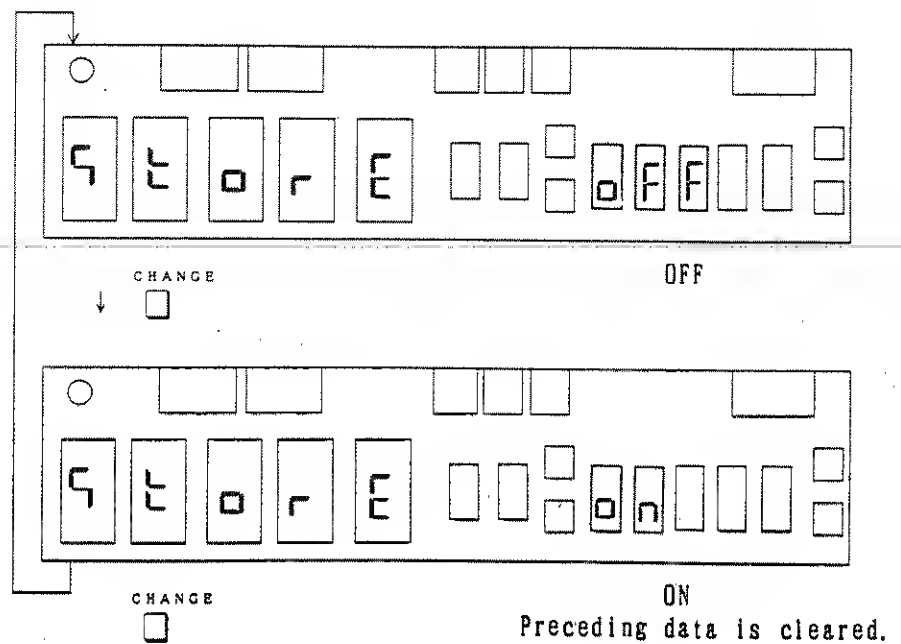 StorE oFF
CHANGE
OFF
StorE on
CHANGE
ON
Preceding data is cleared.